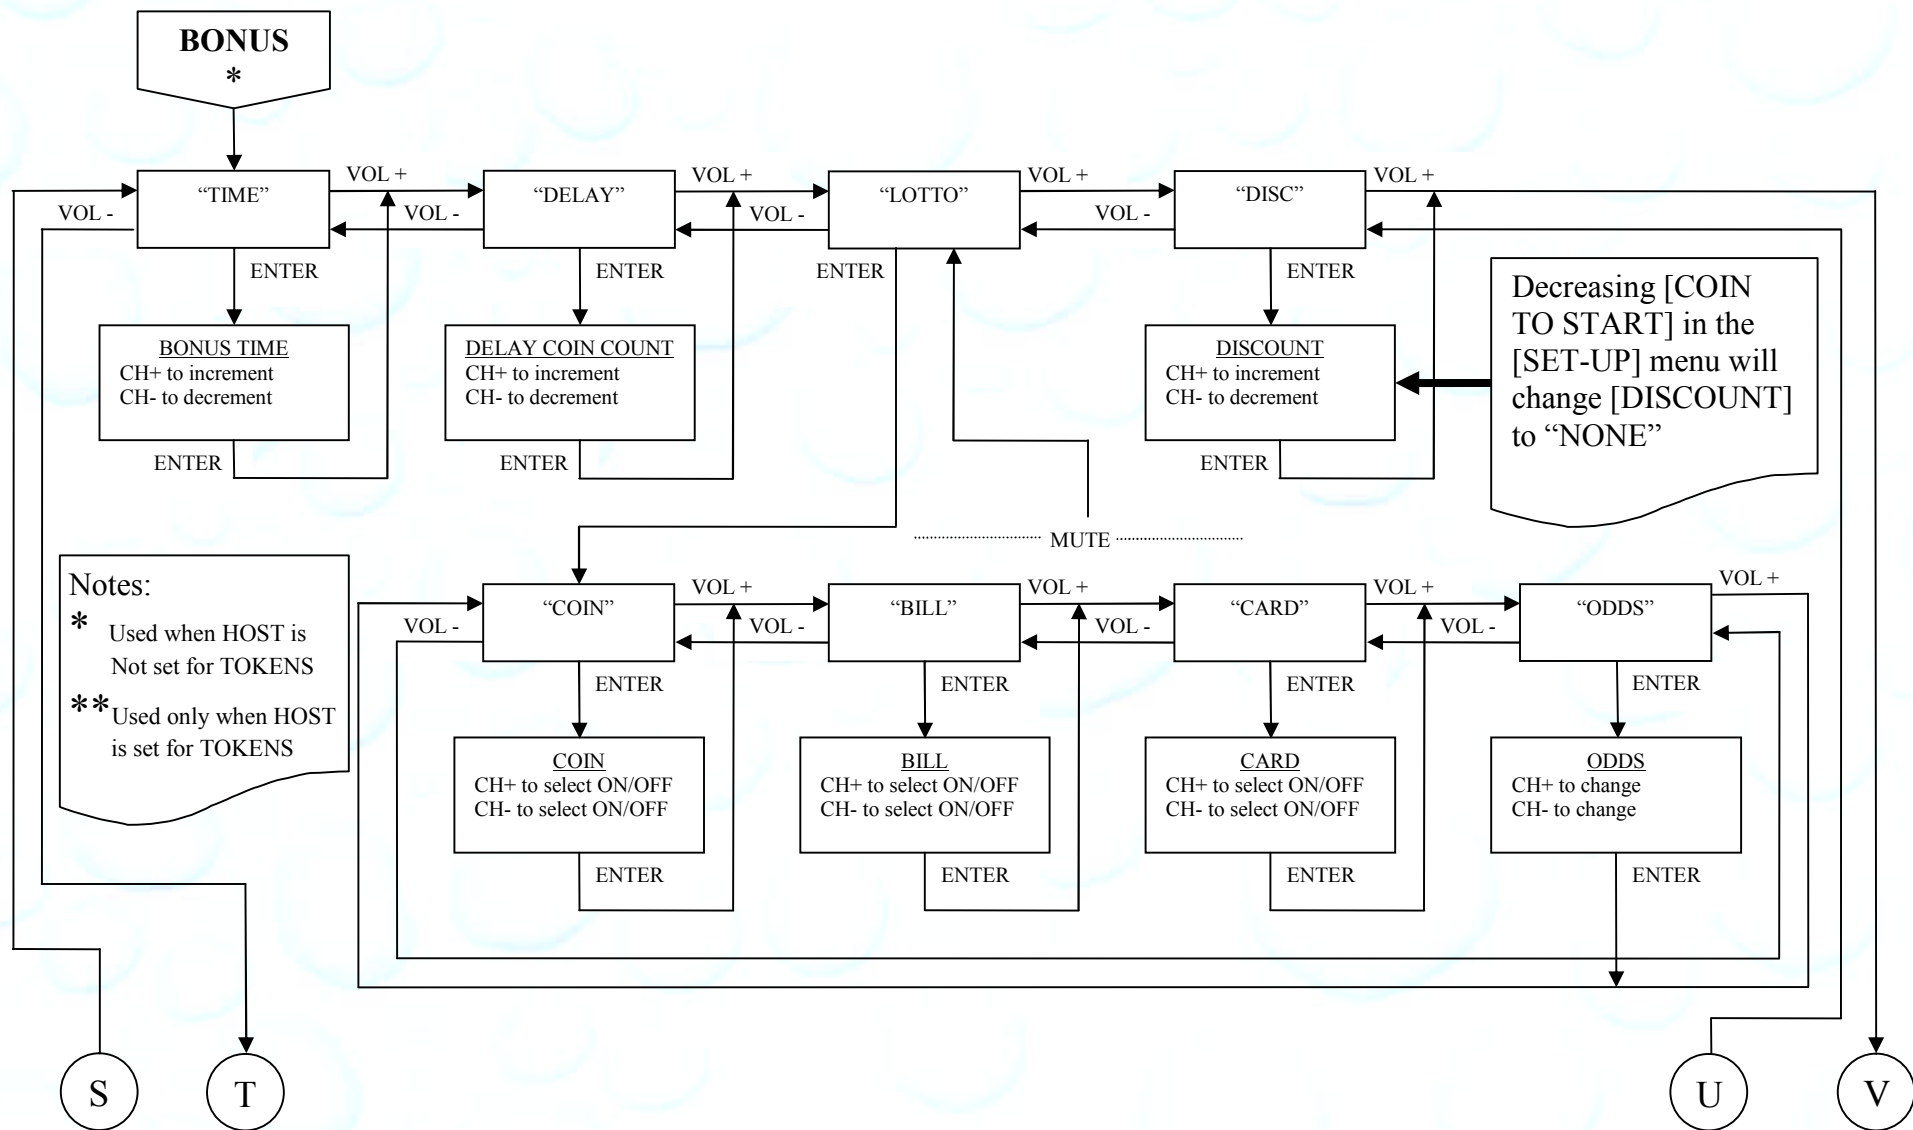 BONUS
*
“TIME”
VOL +
“DELAY”
VOL +
“LOTTO”
VOL +
“DISC”
VOL +
VOL -
VOL -
VOL -
VOL -
ENTER
ENTER
ENTER
ENTER
BONUS TIME
CH+ to increment
CH- to decrement
ENTER
DELAY COIN COUNT
CH+ to increment
CH- to decrement
ENTER
DISCOUNT
CH+ to increment
CH- to decrement
ENTER
Decreasing [COIN
TO START] in the
[SET-UP] menu will
change [DISCOUNT]
to “NONE”
MUTE
Notes:
* Used when HOST is
Not set for TOKENS
** Used only when HOST
is set for TOKENS
“COIN”
VOL +
“BILL”
VOL +
“CARD”
VOL +
“ODDS”
VOL +
VOL -
VOL -
VOL -
VOL -
ENTER
ENTER
ENTER
ENTER
COIN
CH+ to select ON/OFF
CH- to select ON/OFF
ENTER
BILL
CH+ to select ON/OFF
CH- to select ON/OFF
ENTER
CARD
CH+ to select ON/OFF
CH- to select ON/OFF
ENTER
ODDS
CH+ to change
CH- to change
ENTER
S
T
U
V